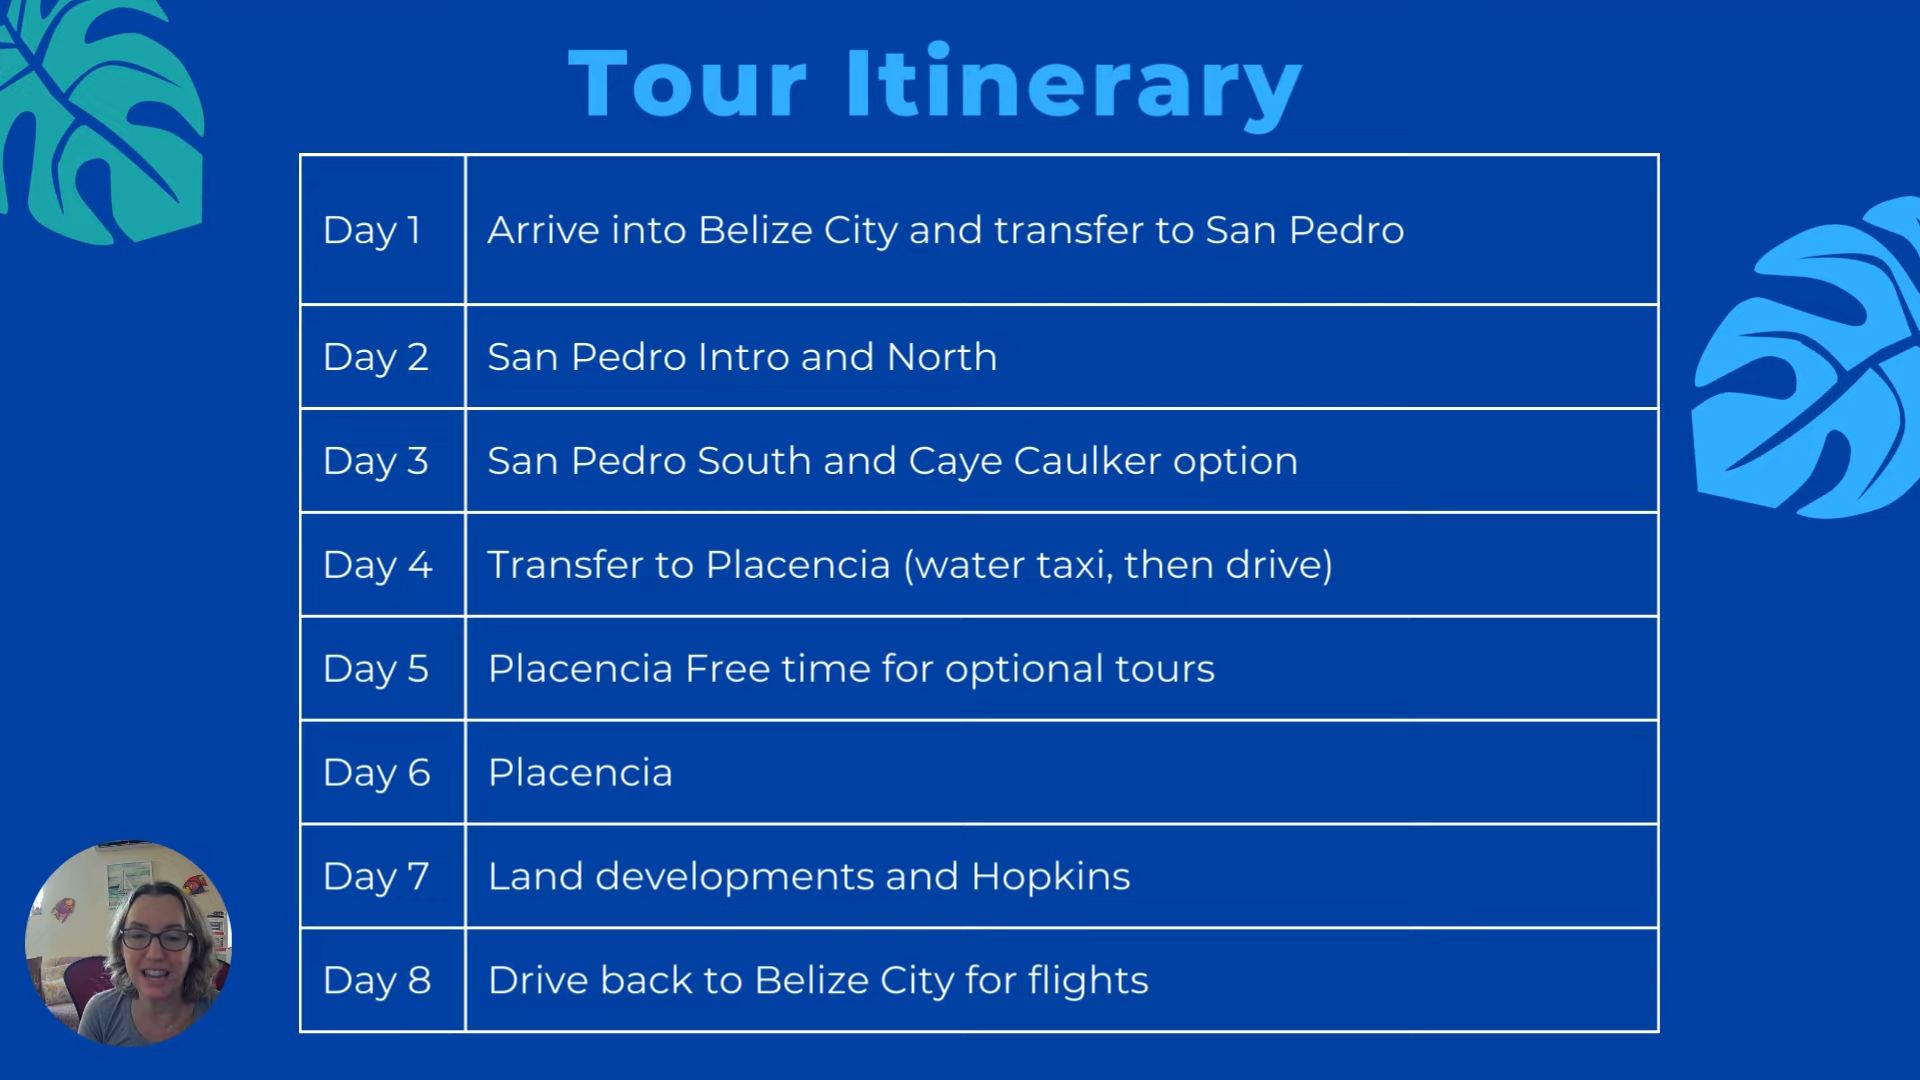 Tour Itinerary
Day 1 Arrive into Belize City and transfer to San Pedro
Day 2 San Pedro Intro and North
Day 3 San Pedro South and Caye Caulker option
Day 4 Transfer to Placencia (water taxi, then drive)
Day 5 Placencia Free time for optional tours
Day 6 Placencia
Day 7 Land developments and Hopkins
Day 8 Drive back to Belize City for flights